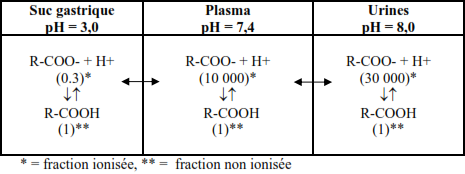 Suc gastrique Plasma Urines
pH = 3,0 pH = 7,4 pH = 8,0
R-COO- + H+ R-COO- + H+ R-COO- + H+
(0.3)* (10 000)* (30 000)*
↔ ↔
↓↑ ↓↑ ↓↑
R-COOH R-COOH R-COOH
(1)** (1)** (1)**
* = fraction ionisée, ** = fraction non ionisée